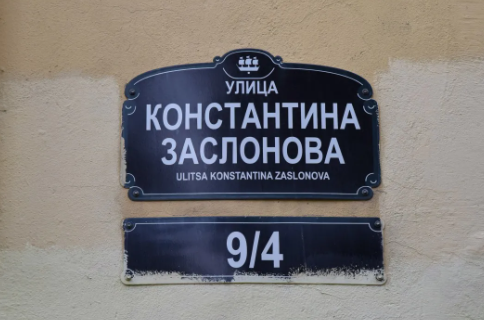 УЛИЦА
КОНСТАНТИНА
ЗАСЛОНОВА
ULITSA KONSTANTINA ZASLONOVA
9/4